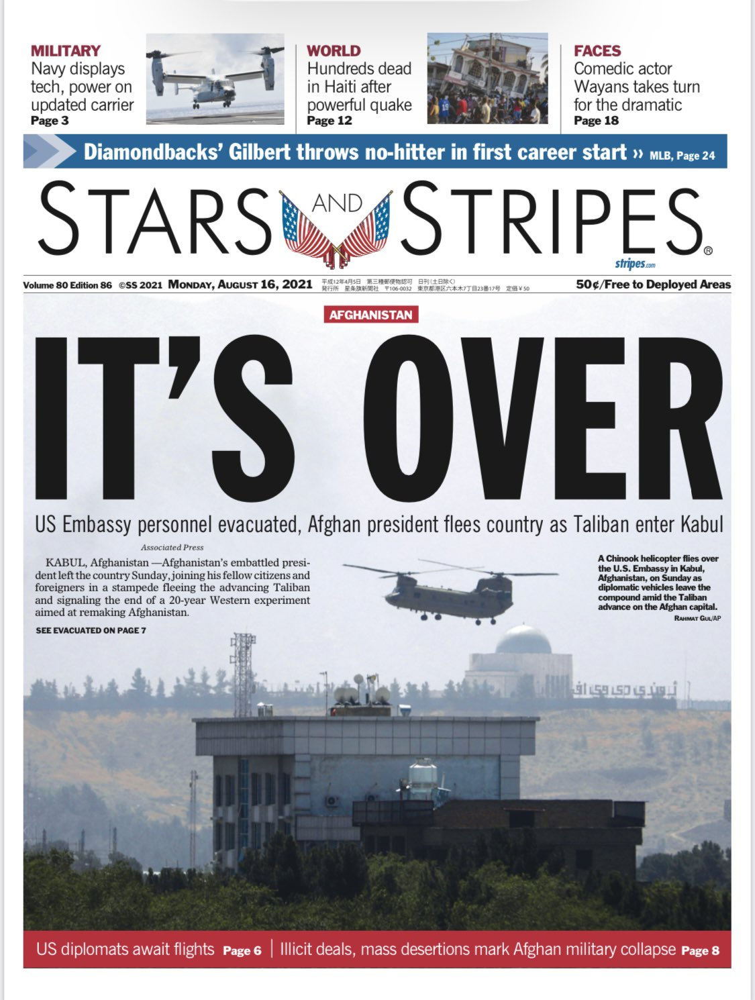 MILITARY
Navy displays
tech, power on
updated carrier
Page 3
WORLD
Hundreds dead
in Haiti after
powerful quake
Page 12
FACES
Comedic actor
Wayans takes turn
for the dramatic
Page 18
Diamondbacks’ Gilbert throws no-hitter in first career start ›› MLB, Page 24
STARS AND STRIPES®
stripes.com
Volume 80 Edition 86 ©SS 2021 MONDAY, AUGUST 16, 2021
平成12年4月5日 第三種郵便物認可 日刊(土日除く)
発行所 星条旗新聞社 〒106-0032 東京都港区六本木7丁目23番17号 定価¥50
50¢/Free to Deployed Areas
AFGHANISTAN
IT’S OVER
US Embassy personnel evacuated, Afghan president flees country as Taliban enter Kabul
Associated Press
KABUL, Afghanistan —Afghanistan’s embattled presi-
dent left the country Sunday, joining his fellow citizens and
foreigners in a stampede fleeing the advancing Taliban
and signaling the end of a 20-year Western experiment
aimed at remaking Afghanistan.
SEE EVACUATED ON PAGE 7
A Chinook helicopter flies over
the U.S. Embassy in Kabul,
Afghanistan, on Sunday as
diplomatic vehicles leave the
compound amid the Taliban
advance on the Afghan capital.
RAHMAT GUL/AP
US diplomats await flights Page 6 | Illicit deals, mass desertions mark Afghan military collapse Page 8